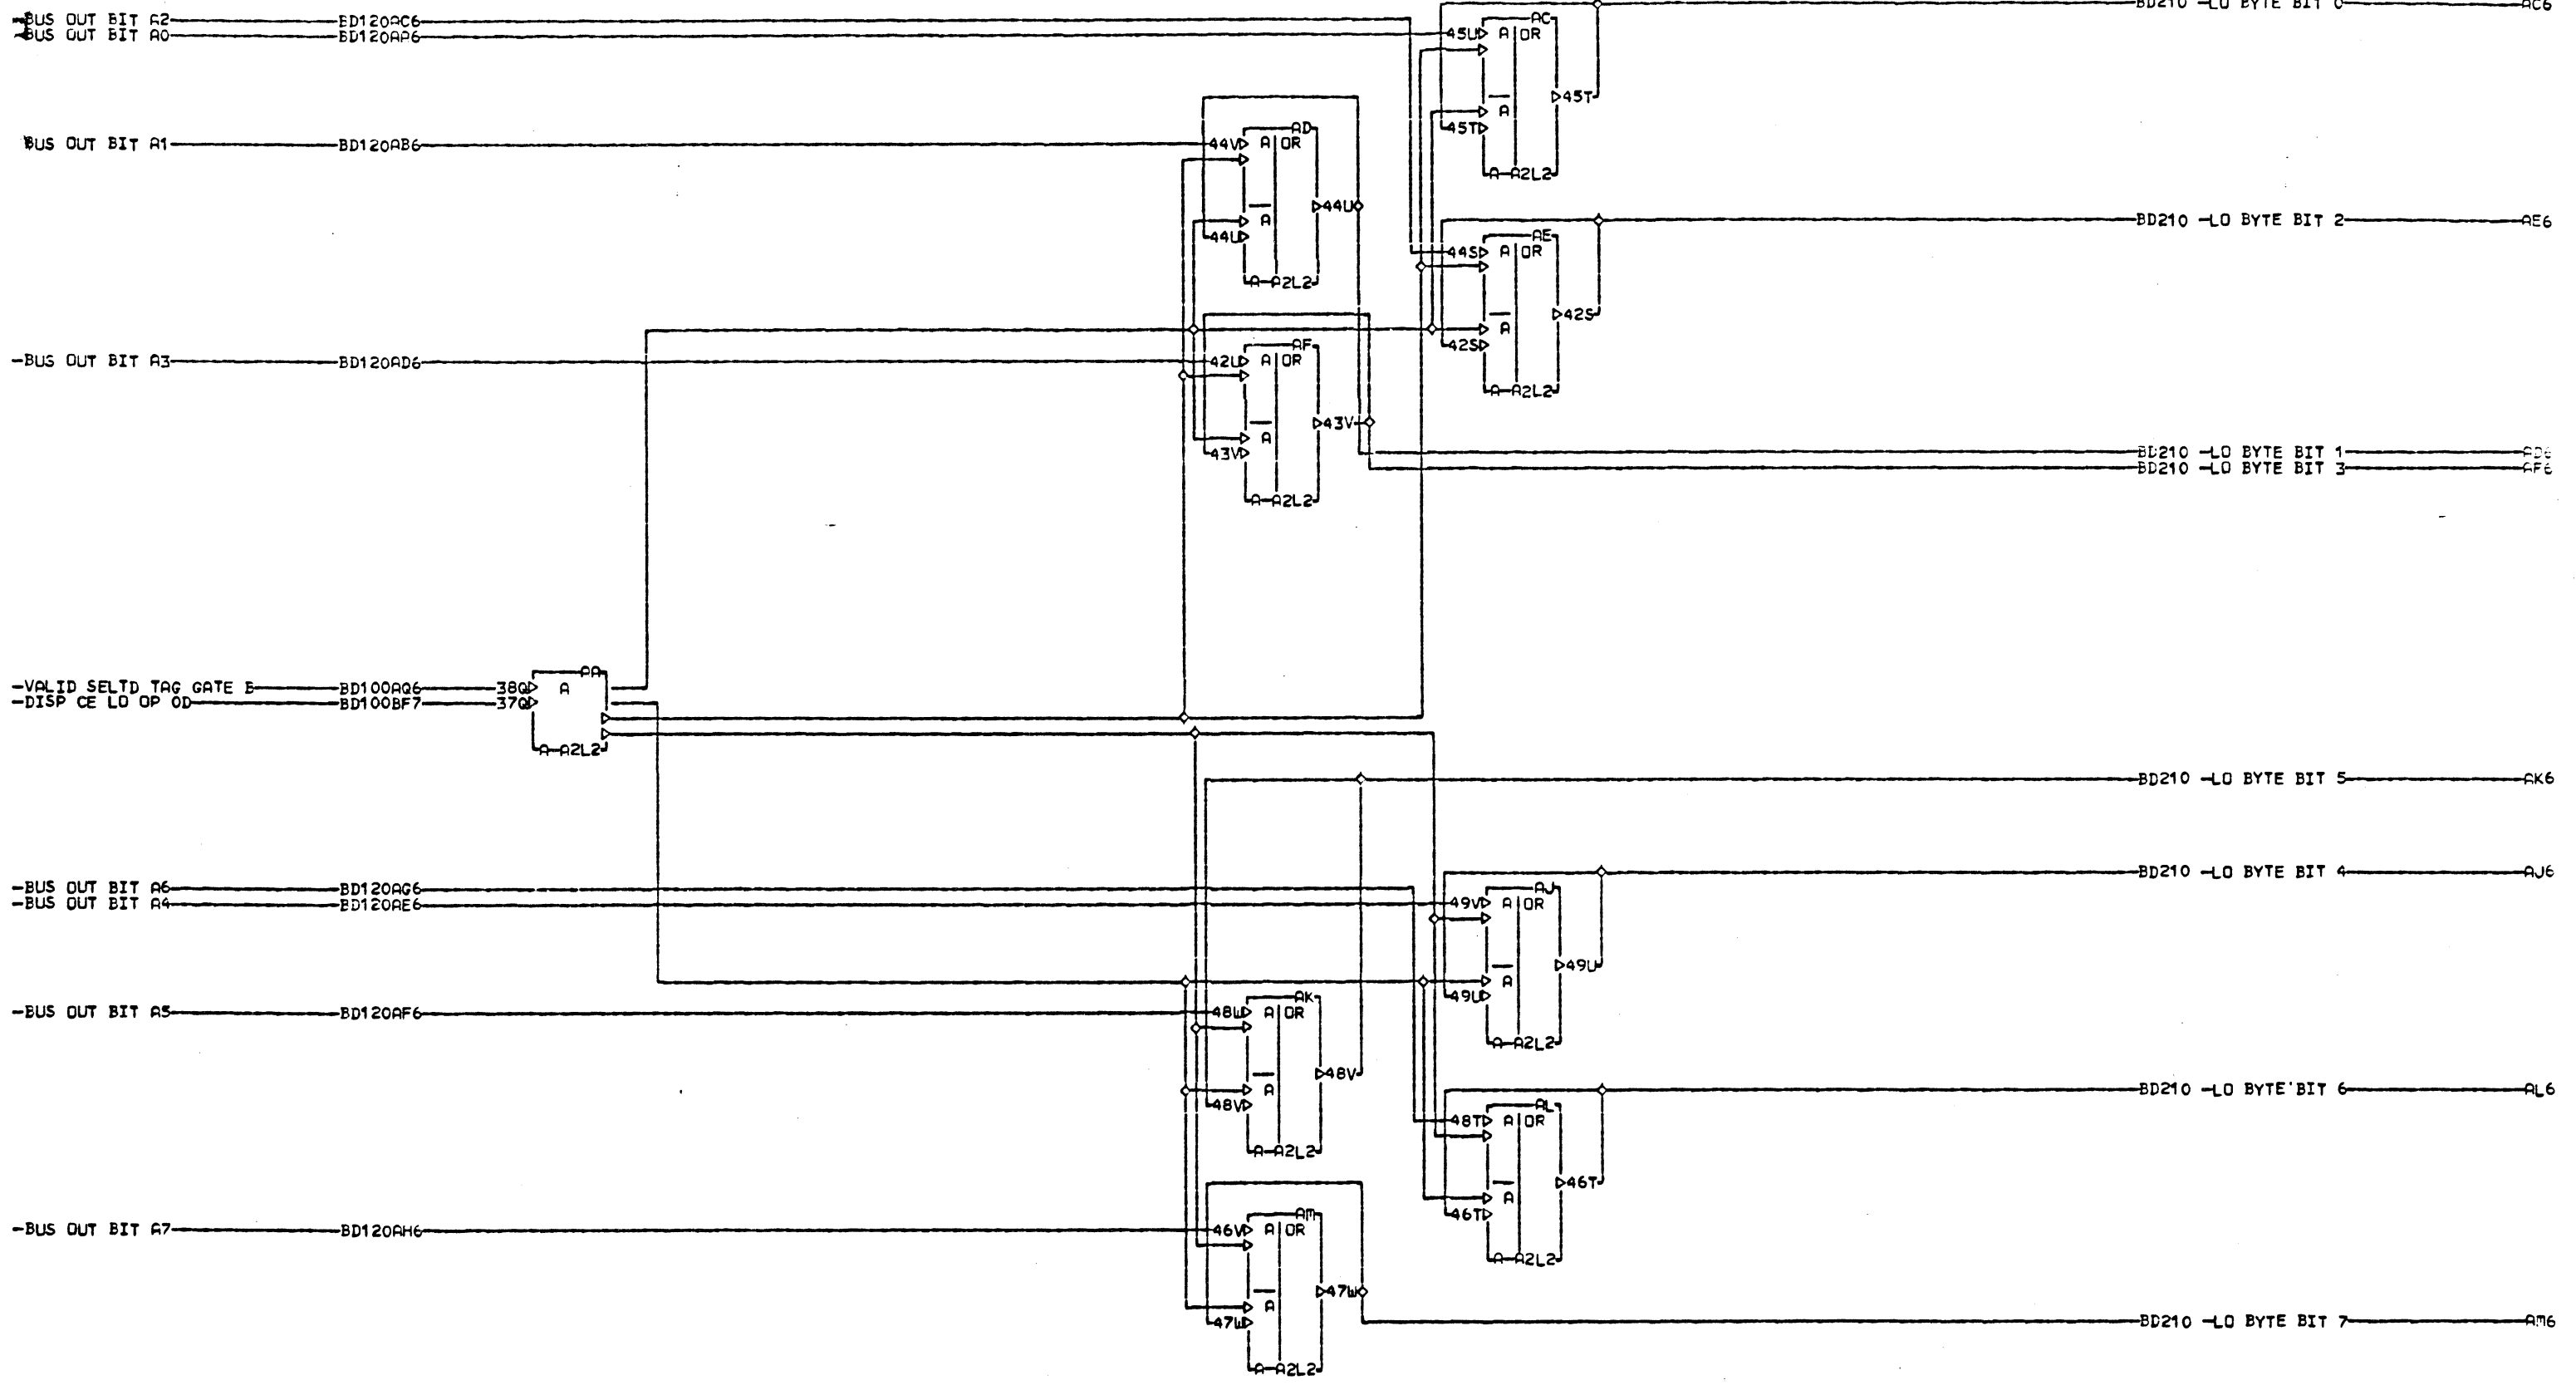 -BUS OUT BIT A2 BD120AC6
BUS OUT BIT A0 BD120AA6
BD210 -LO BYTE BIT 0 AC6
AC
45U A OR
45T
A
45T
A-A2L2
AD
BUS OUT BIT A1 BD120AB6 44V A OR
44U
A
44U
A-A2L2
BD210 -LO BYTE BIT 2 AE6
AE
44S A OR
42S
A
42S
A-A2L2
AF
-BUS OUT BIT A3 BD120AD6 42U A OR
43V
A
43V
A-A2L2
BD210 -LO BYTE BIT 1 AD6
BD210 -LO BYTE BIT 3 AF6
AA
-VALID SELTD TAG GATE B BD100AQ6 38Q A
-DISP CE LO OP OD BD100BF7 37Q
A-A2L2
BD210 -LO BYTE BIT 5 AK6
BD210 -LO BYTE BIT 4 AJ6
-BUS OUT BIT A6 BD120AG6
-BUS OUT BIT A4 BD120AE6
AJ
49V A OR
49U
A
49U
A-A2L2
AK
-BUS OUT BIT A5 BD120AF6 48W A OR
48V
A
48V
A-A2L2
BD210 -LO BYTE BIT 6 AL6
AL
48T A OR
46T
A
46T
A-A2L2
AM
-BUS OUT BIT A7 BD120AH6 46V A OR
47W
A
47W
A-A2L2
BD210 -LO BYTE BIT 7 AM6